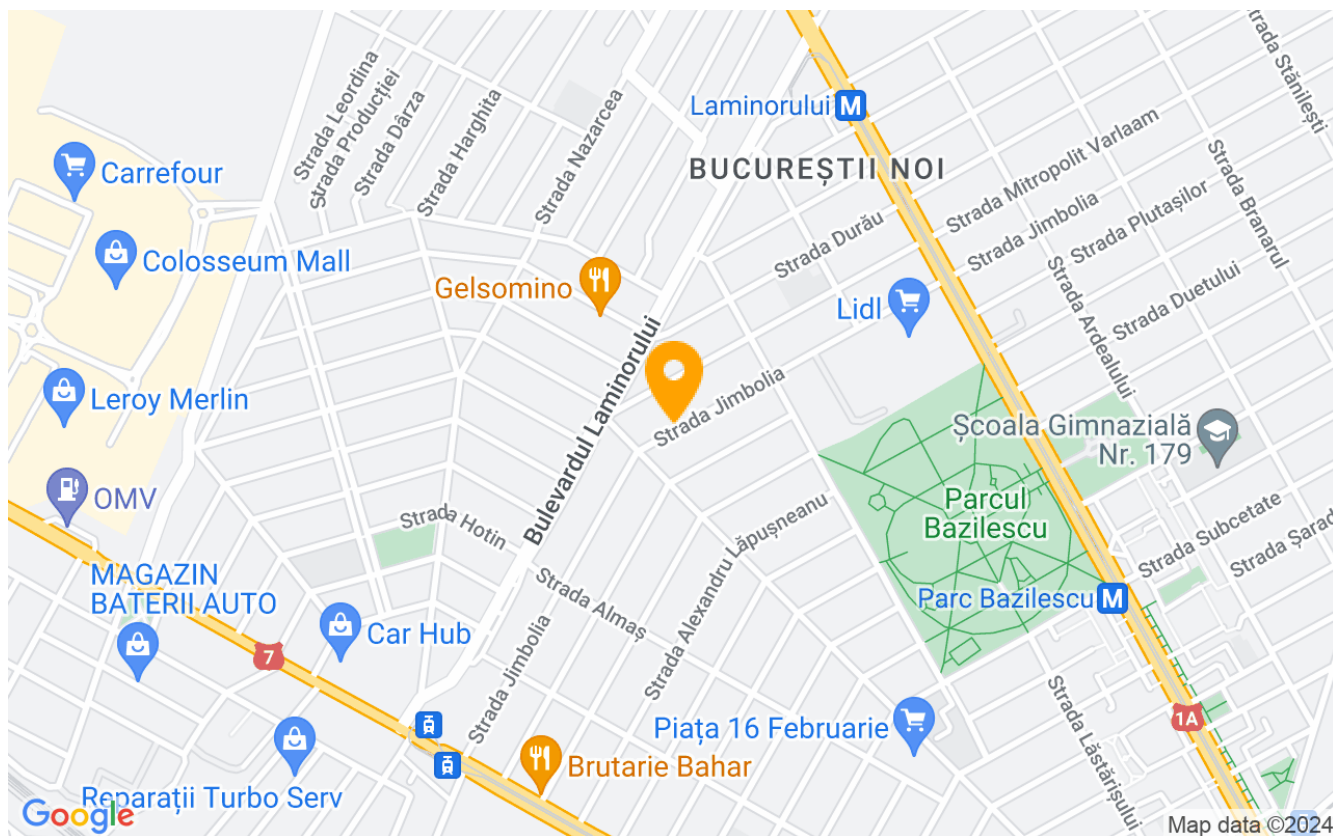 Strada Leordina
Strada Producției
Strada Dârza
Strada Harghita
Strada Nazarcea
Laminorului M
BUCUREȘTII NOI
Strada Stănilești
Strada Mitropolit Varlaam
Strada Branarul
Strada Jimbolia
Strada Plutașilor
Strada Durău
Strada Ardealului
Strada Duetului
Carrefour
Colosseum Mall
Gelsomino
Lidl
Bulevardul Laminorului
Strada Jimbolia
Leroy Merlin
Școala Gimnazială
Nr. 179
OMV
Parcul
Bazilescu
Strada Hotin
Strada Alexandru Lăpușneanu
Strada Subcetate
Strada Șarad
MAGAZIN
BATERII AUTO
Strada Almaș
Parc Bazilescu M
Car Hub
7
Strada Jimbolia
Piața 16 Februarie
Strada Lăstărișului
1A
Brutarie Bahar
Reparații Turbo Serv
Google
Map data ©2024